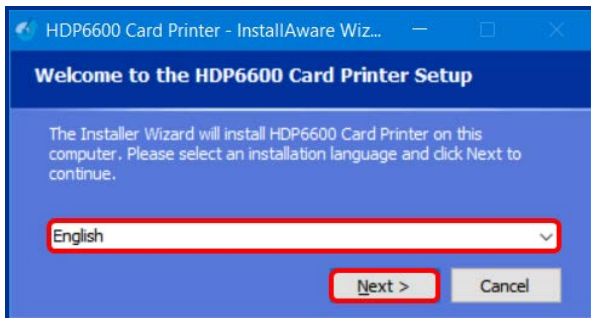 HDP6600 Card Printer - InstallAware Wiz...
Welcome to the HDP6600 Card Printer Setup
The Installer Wizard will install HDP6600 Card Printer on this
computer. Please select an installation language and click Next to
continue.
English
Next > Cancel